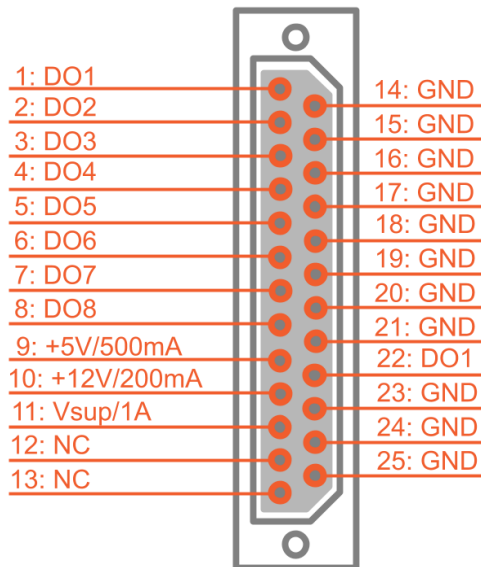 1: DO1
2: DO2
3: DO3
4: DO4
5: DO5
6: DO6
7: DO7
8: DO8
9: +5V/500mA
10: +12V/200mA
11: Vsup/1A
12: NC
13: NC
14: GND
15: GND
16: GND
17: GND
18: GND
19: GND
20: GND
21: GND
22: DO1
23: GND
24: GND
25: GND